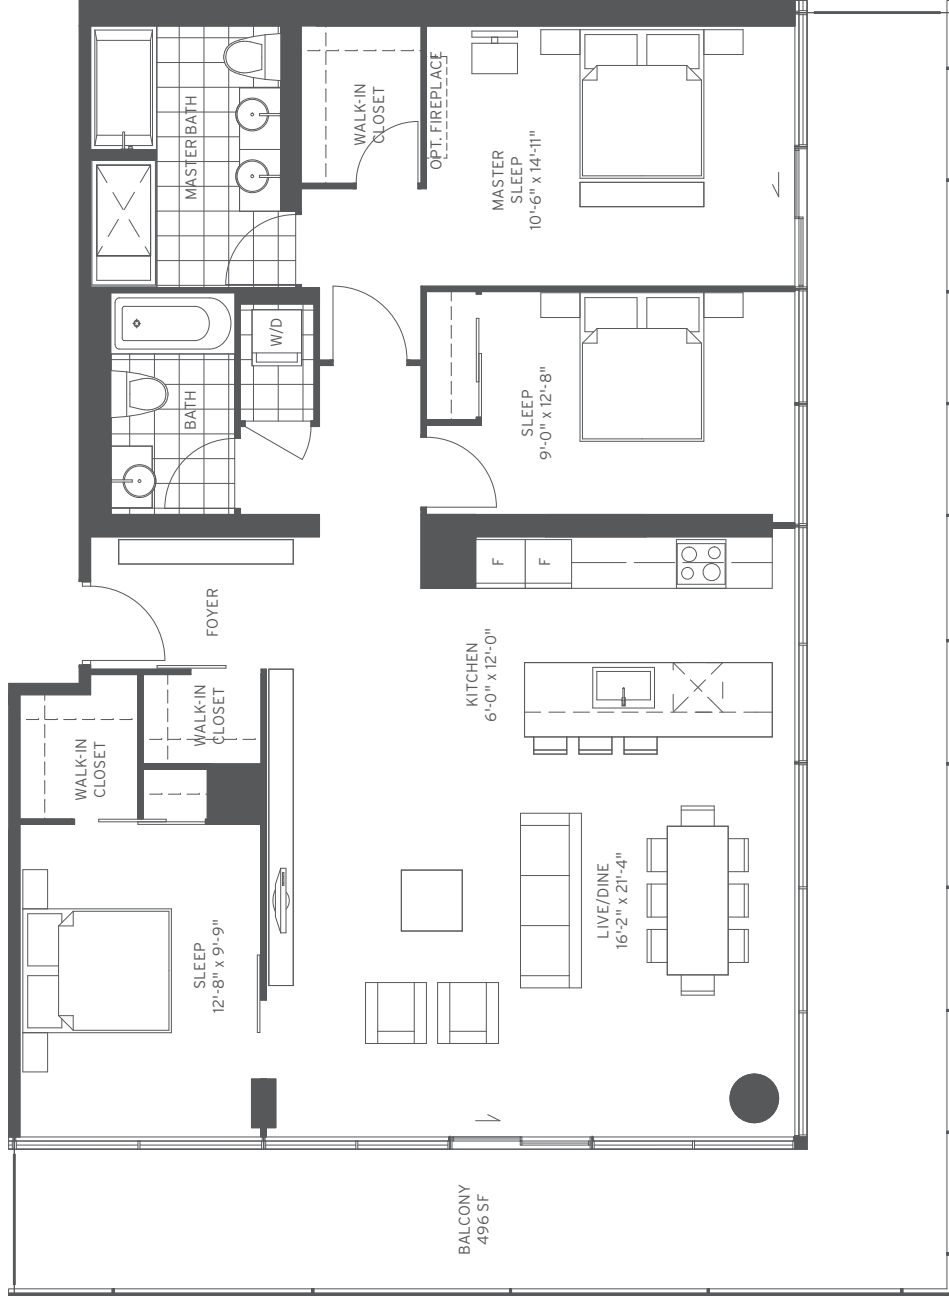 MASTER BATH
WALK-IN
CLOSET
OPT. FIREPLACE
MASTER
SLEEP
10'-6" x 14'-11"
W/D
BATH
SLEEP
9'-0" x 12'-8"
F
F
FOYER
KITCHEN
6'-0" x 12'-0"
WALK-IN
CLOSET
WALK-IN
CLOSET
SLEEP
12'-8" x 9'-9"
LIVE/DINE
16'-2" x 21'-4"
BALCONY
496 SF